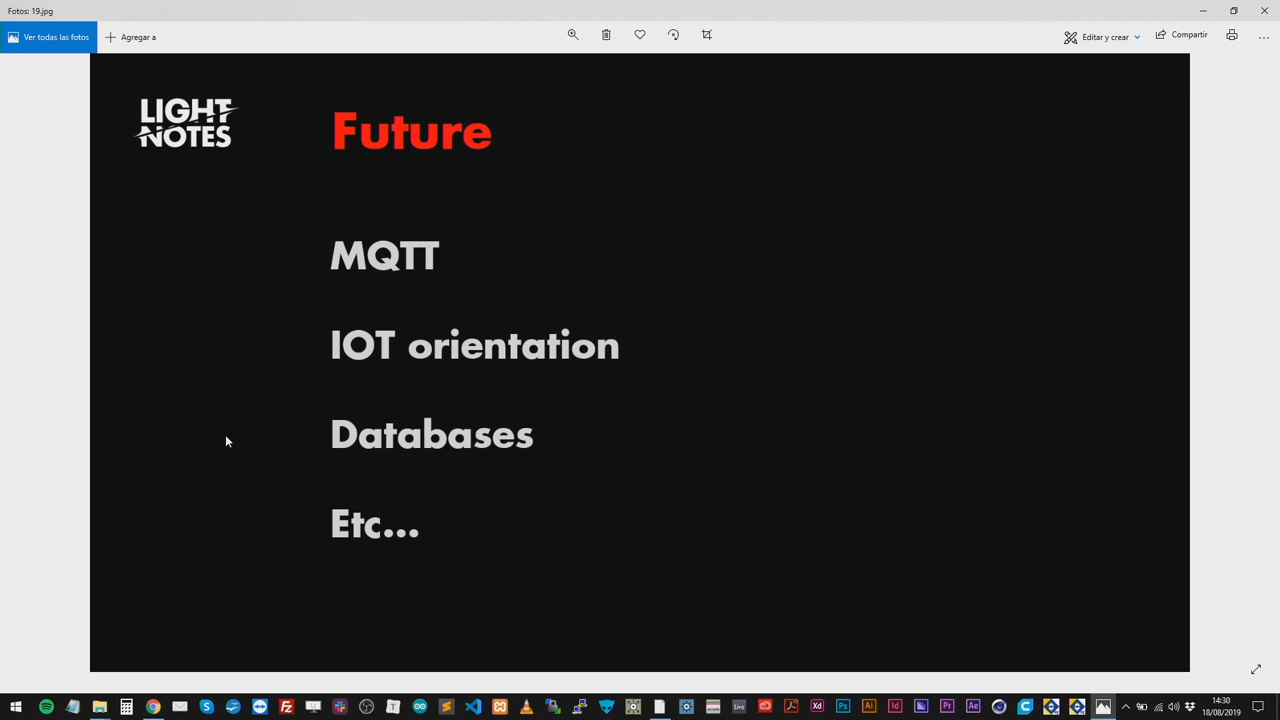 Fotos: 19.jpg
Ver todas las fotos
Agregar a
Editar y crear
Compartir
LIGHT
NOTES
Future
MQTT
IOT orientation
Databases
Etc...
14:30
18/08/2019